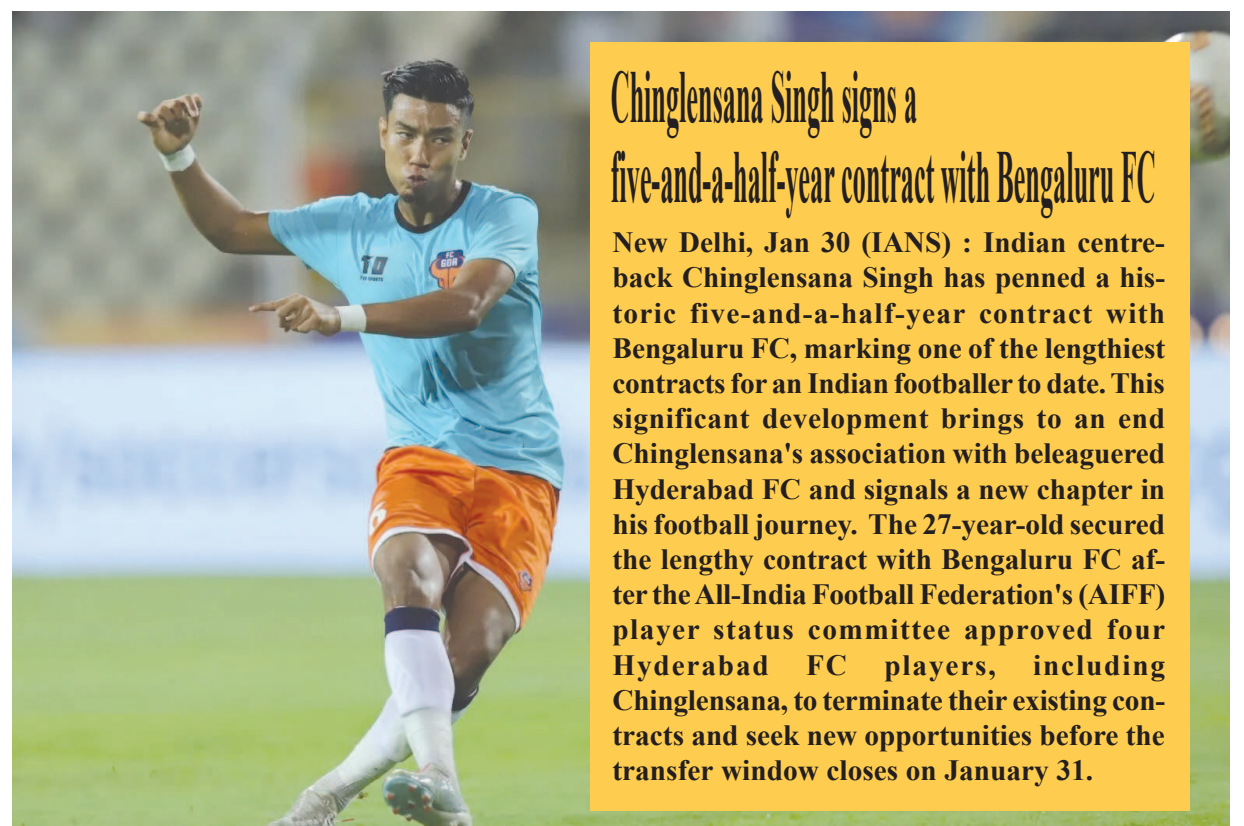 Chinglensana Singh signs a
five-and-a-half-year contract with Bengaluru FC
New Delhi, Jan 30 (IANS) : Indian centre-
back Chinglensana Singh has penned a his-
toric five-and-a-half-year contract with
Bengaluru FC, marking one of the lengthiest
contracts for an Indian footballer to date. This
significant development brings to an end
Chinglensana's association with beleaguered
Hyderabad FC and signals a new chapter in
his football journey.  The 27-year-old secured
the lengthy contract with Bengaluru FC af-
ter the All-India Football Federation's (AIFF)
player status committee approved four
Hyderabad FC players, including
Chinglensana, to terminate their existing con-
tracts and seek new opportunities before the
transfer window closes on January 31.
FC
GOA